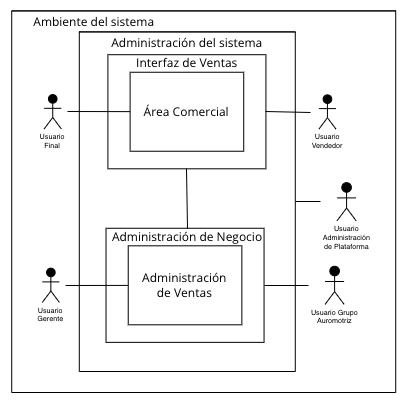 Ambiente del sistema
Administración del sistema
Interfaz de Ventas
Área Comercial
Usuario
Final
Usuario
Vendedor
Usuario
Administración
de Plataforma
Administración de Negocio
Administración
de Ventas
Usuario
Gerente
Usuario Grupo
Auromotriz